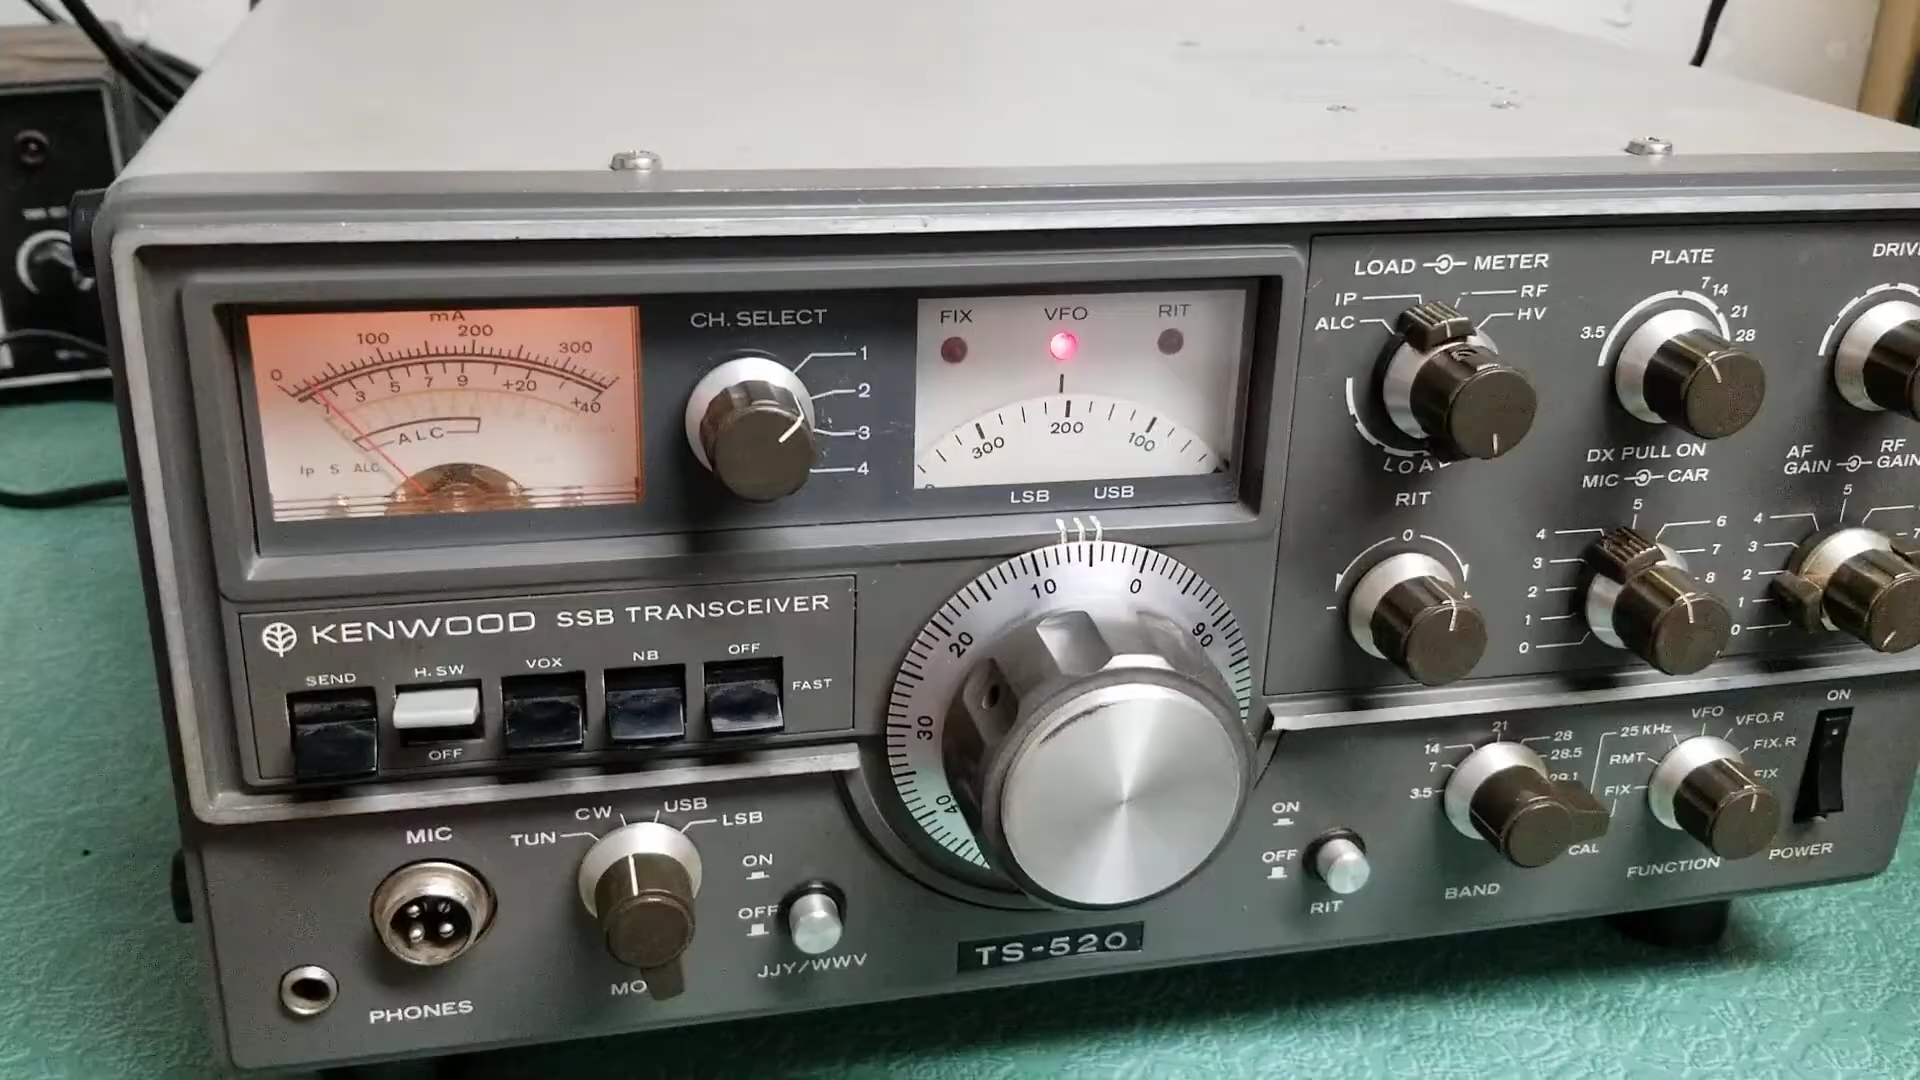 mA
0 100 200 300
1 3 5 7 9 +20 +40
ALC
Ip S ALC
CH. SELECT
1
2
3
4
FIX VFO RIT
300 200 100
LSB USB
LOAD METER
IP RF
ALC HV
PLATE
3.5 7 14 21 28
RIT
0
- +
DX PULL ON
MIC CAR
0 1 2 3 4 5 6 7 8
AF GAIN RF GAIN
0 1 2 3 4 5
KENWOOD SSB TRANSCEIVER
SEND H.SW VOX NB OFF
OFF FAST
40 30 20 10 0 90
MIC
PHONES
TUN CW USB LSB
ON
OFF
JJY/WWV
TS-520
ON
OFF
RIT
3.5 7 14 21 28 28.5
BAND
CAL 25 KHz
RMT
FIX
VFO VFO.R FIX.R FIX
FUNCTION
ON
POWER